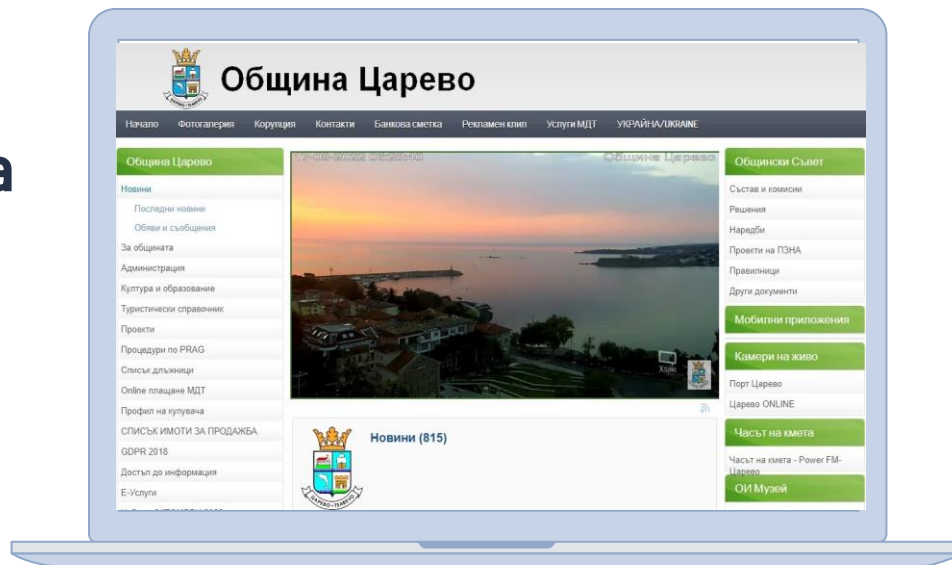 а
Община Царево
Начало Фотогалерия Корупция Контакти Банкова сметка Рекламен клип Услуги МДТ УКРАЙНА/UKRAINE
Община Царево
Новини
Последни новини
Обяви и съобщения
За общината
Администрация
Култура и образование
Туристически справочник
Проекти
Процедури по PRAG
Списък длъжници
Online плащане МДТ
Профил на купувача
СПИСЪК ИМОТИ ЗА ПРОДАЖБА
GDPR 2018
Достъп до информация
Е-Услуги
Община Царево
Новини (815)
Общински Съвет
Състав и комисии
Решения
Наредби
Проекти на ПЗНА
Правилници
Други документи
Мобилни приложения
Камери на живо
Порт Царево
Царево ONLINE
Часът на кмета
Часът на кмета - Power FM-
Царево
ОИ Музей